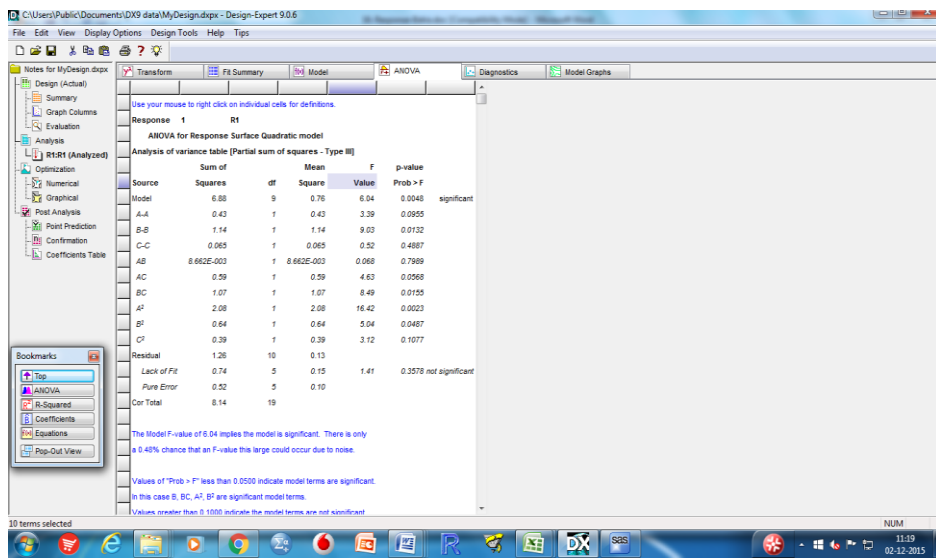 C:\Users\Public\Documents\DX9 data\MyDesign.dxpx - Design-Expert 9.0.6
File Edit View Display Options Design Tools Help Tips
Notes for MyDesign.dxpx
Design (Actual)
Summary
Graph Columns
Evaluation
Analysis
R1:R1 (Analyzed)
Optimization
Numerical
Graphical
Post Analysis
Point Prediction
Confirmation
Coefficients Table
Bookmarks
Top
ANOVA
R-Squared
Coefficients
Equations
Pop-Out View
Transform Fit Summary f(x) Model ANOVA Diagnostics Model Graphs
Use your mouse to right click on individual cells for definitions.
Response 1 R1
ANOVA for Response Surface Quadratic model
Analysis of variance table [Partial sum of squares - Type III]
Sum of Mean F p-value
Source Squares df Square Value Prob > F
Model 6.88 9 0.76 6.04 0.0048 significant
A-A 0.43 1 0.43 3.39 0.0955
B-B 1.14 1 1.14 9.03 0.0132
C-C 0.065 1 0.065 0.52 0.4887
AB 8.662E-003 1 8.662E-003 0.068 0.7989
AC 0.59 1 0.59 4.63 0.0568
BC 1.07 1 1.07 8.49 0.0155
A² 2.08 1 2.08 16.42 0.0023
B² 0.64 1 0.64 5.04 0.0487
C² 0.39 1 0.39 3.12 0.1077
Residual 1.26 10 0.13
Lack of Fit 0.74 5 0.15 1.41 0.3578 not significant
Pure Error 0.52 5 0.10
Cor Total 8.14 19
The Model F-value of 6.04 implies the model is significant. There is only
a 0.48% chance that an F-value this large could occur due to noise.
Values of "Prob > F" less than 0.0500 indicate model terms are significant.
In this case B, BC, A², B² are significant model terms.
Values greater than 0.1000 indicate the model terms are not significant.
10 terms selected NUM
DX sas
11:19
02-12-2015